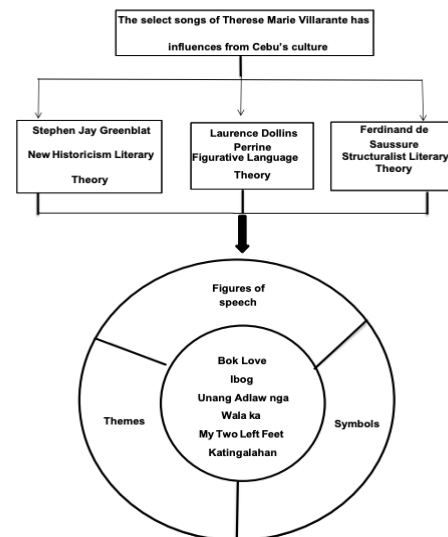 The select songs of Therese Marie Villarante has
influences from Cebu's culture
Stephen Jay Greenblat
New Historicism Literary
Theory
Laurence Dollins
Perrine
Figurative Language
Theory
Ferdinand de
Saussure
Structuralist Literary
Theory
Figures of
speech
Bok Love
Ibog
Unang Adlaw nga
Wala ka
My Two Left Feet
Katingalahan
Themes
Symbols